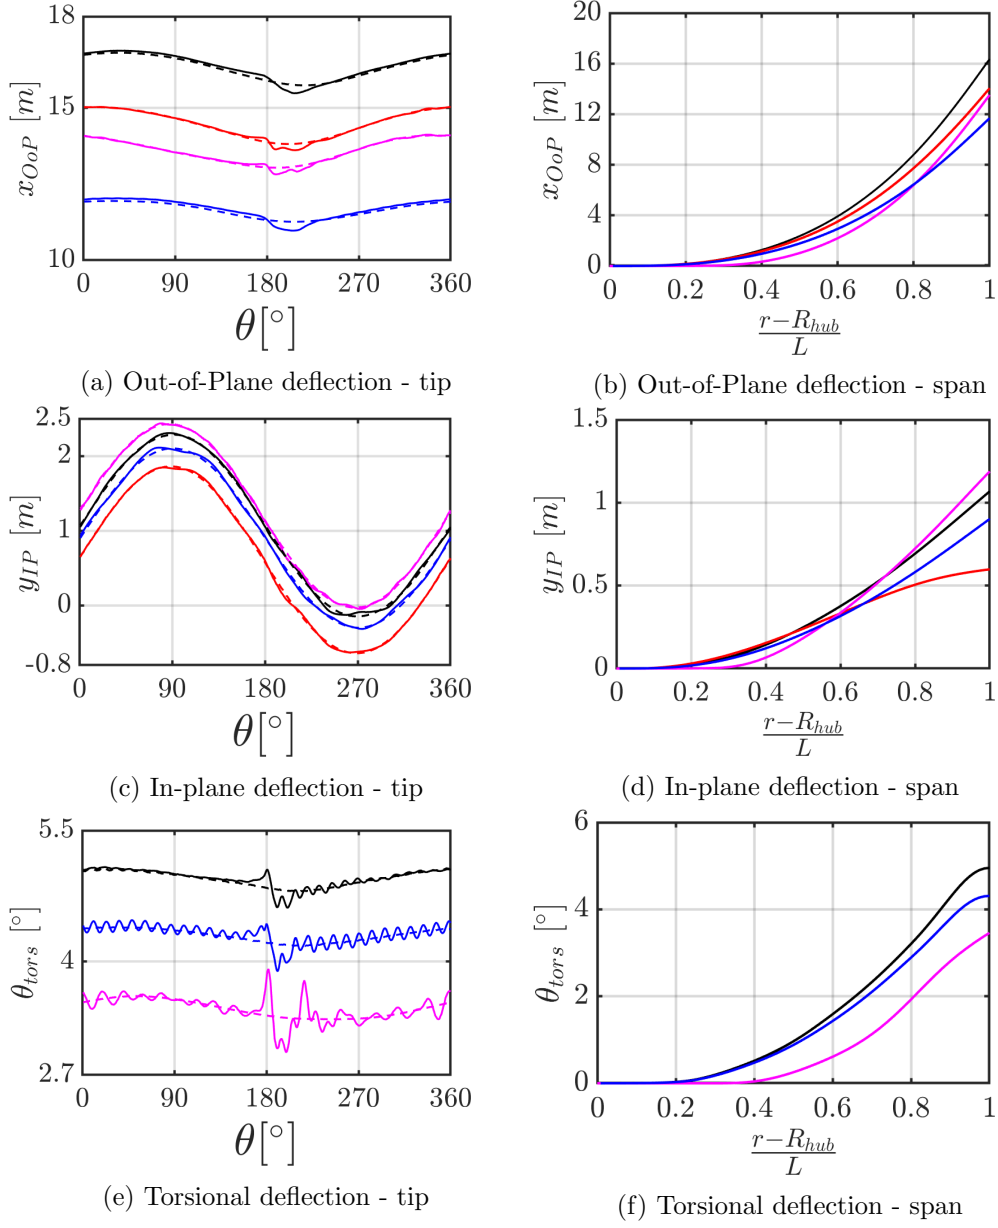 18
15
10
x_{OoP} [m]
0 90 180 270 360
θ[°]
(a) Out-of-Plane deflection - tip
20
16
12
8
4
0
x_{OoP} [m]
0.2 0.4 0.6 0.8 1
\frac{r-R_{hub}}{L}
(b) Out-of-Plane deflection - span
2.5
2
1
0
-0.8
y_{IP} [m]
0 90 180 270 360
θ[°]
(c) In-plane deflection - tip
1.5
1
0.5
0
y_{IP} [m]
0 0.2 0.4 0.6 0.8 1
\frac{r-R_{hub}}{L}
(d) In-plane deflection - span
5.5
4
2.7
θ_{tors} [°]
0 90 180 270 360
θ[°]
(e) Torsional deflection - tip
6
4
2
0
θ_{tors} [°]
0 0.2 0.4 0.6 0.8 1
\frac{r-R_{hub}}{L}
(f) Torsional deflection - span